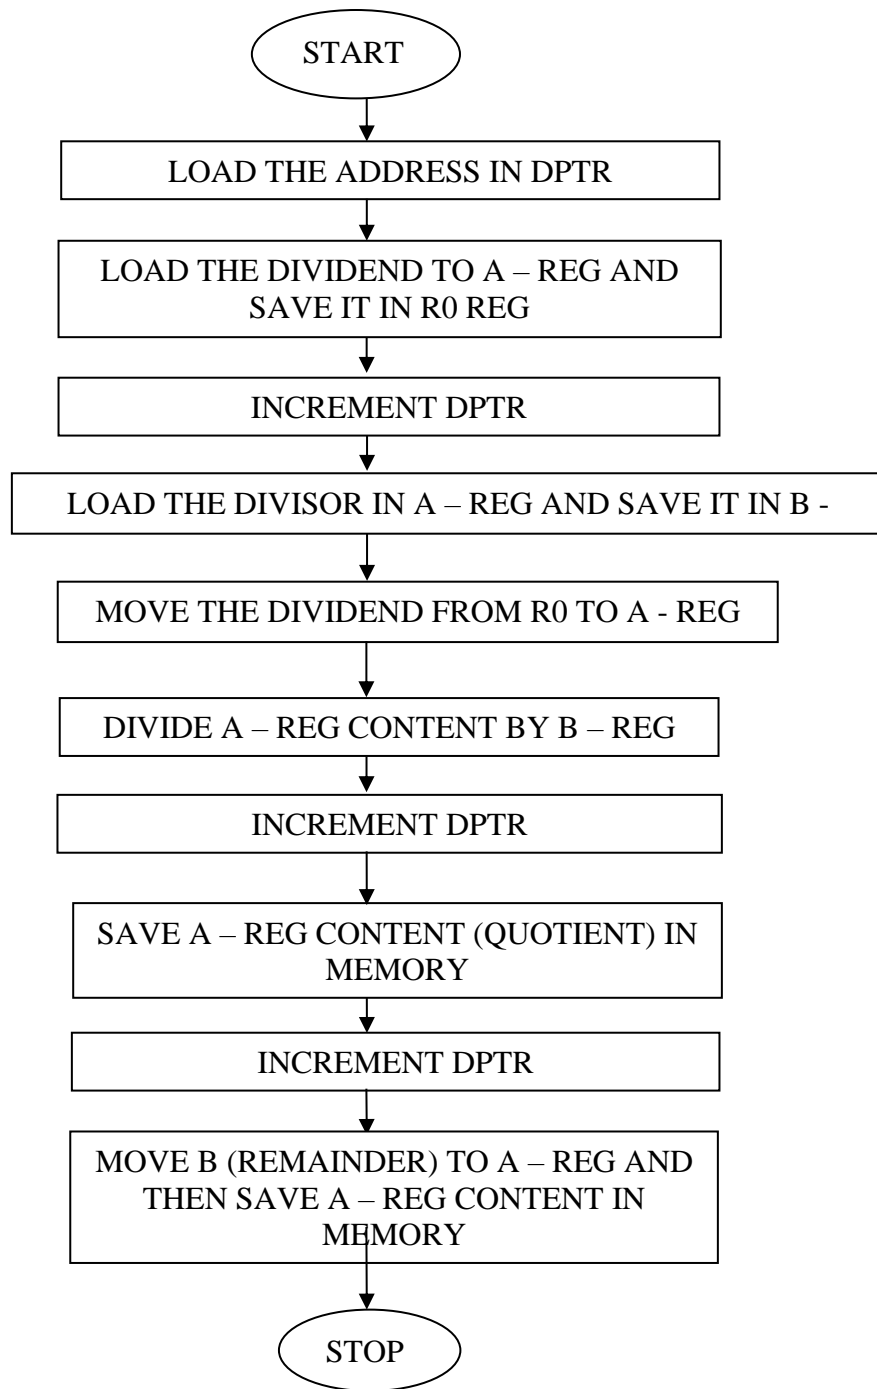 START
LOAD THE ADDRESS IN DPTR
LOAD THE DIVIDEND TO A – REG AND
SAVE IT IN R0 REG
INCREMENT DPTR
LOAD THE DIVISOR IN A – REG AND SAVE IT IN B -
MOVE THE DIVIDEND FROM R0 TO A - REG
DIVIDE A – REG CONTENT BY B – REG
INCREMENT DPTR
SAVE A – REG CONTENT (QUOTIENT) IN
MEMORY
INCREMENT DPTR
MOVE B (REMAINDER) TO A – REG AND
THEN SAVE A – REG CONTENT IN
MEMORY
STOP